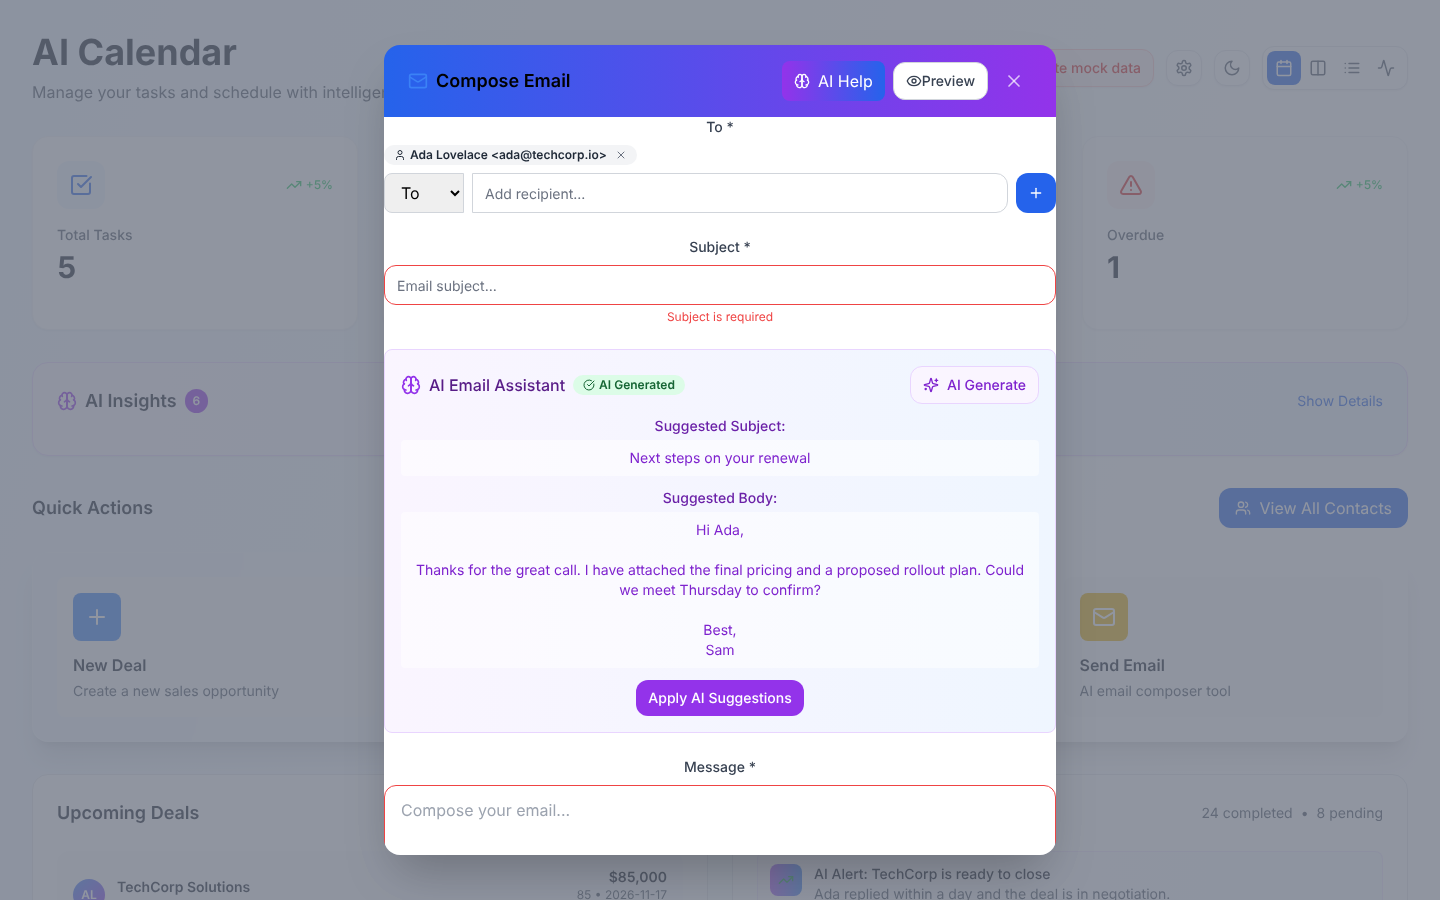 AI Calendar
Manage your tasks and schedule with intellige
te mock data
Compose Email
AI Help
Preview
To *
Ada Lovelace <ada@techcorp.io>
To
Add recipient...
Subject *
Email subject...
Subject is required
Total Tasks
5
+5%
Overdue
1
+5%
AI Insights
6
Show Details
AI Email Assistant
AI Generated
AI Generate
Suggested Subject:
Next steps on your renewal
Suggested Body:
Hi Ada,
Thanks for the great call. I have attached the final pricing and a proposed rollout plan. Could
we meet Thursday to confirm?
Best,
Sam
Apply AI Suggestions
Message *
Compose your email...
Quick Actions
View All Contacts
New Deal
Create a new sales opportunity
Send Email
AI email composer tool
Upcoming Deals
24 completed • 8 pending
AL
TechCorp Solutions
$85,000
85 • 2026-11-17
AI Alert: TechCorp is ready to close
Ada replied within a day and the deal is in negotiation.